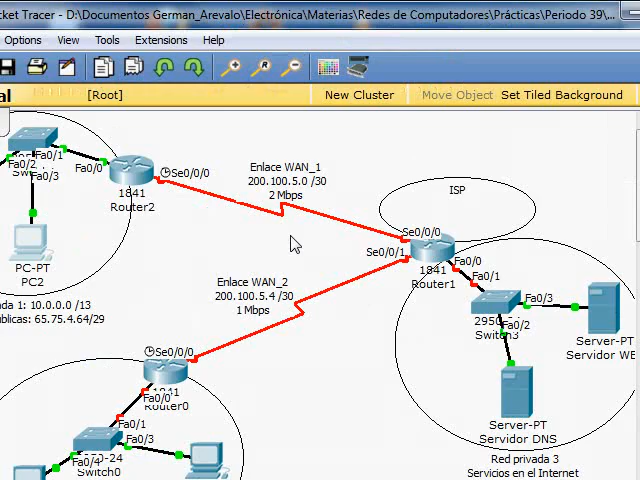 cket Tracer - D:\Documentos German_Arevalo\Electrónica\Materias\Redes de Computadores\Prácticas\Periodo 39\...
Options View Tools Extensions Help
al [Root] New Cluster Move Object Set Tiled Background
Fa0/2
Fa0/1
Fa0/3
Fa0/0
Se0/0/0
1841
Router2
PC-PT
PC2
ada 1: 10.0.0.0 /13
úblicas: 65.75.4.64/29
Enlace WAN_1
200.100.5.0 /30
2 Mbps
ISP
Se0/0/0
Se0/0/1
1841
Router1
Fa0/0
Fa0/1
Enlace WAN_2
200.100.5.4 /30
1 Mbps
Fa0/3
Fa0/2
Switch3
Server-PT
Servidor WE
Server-PT
Servidor DNS
Red privada 3
Servicios en el Internet
Se0/0/0
1841
Router0
Fa0/0
Fa0/1
Fa0/3
Fa0/4
Switch0